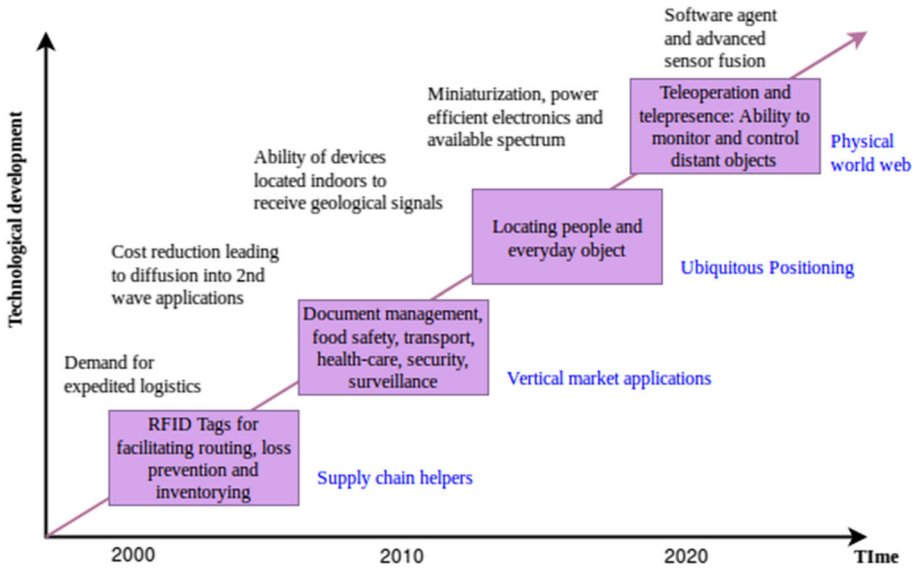 Software agent
and advanced
sensor fusion
Teleoperation and
telepresence: Ability to
monitor and control
distant objects
Physical
world web
Miniaturization, power
efficient electronics and
available spectrum
Locating people and
everyday object
Ubiquitous Positioning
Ability of devices
located indoors to
receive geological signals
Document management,
food safety, transport,
health-care, security,
surveillance
Vertical market applications
Cost reduction leading
to diffusion into 2nd
wave applications
Demand for
expedited logistics
RFID Tags for
facilitating routing, loss
prevention and
inventorying
Supply chain helpers
Technological development
2000
2010
2020
TIme